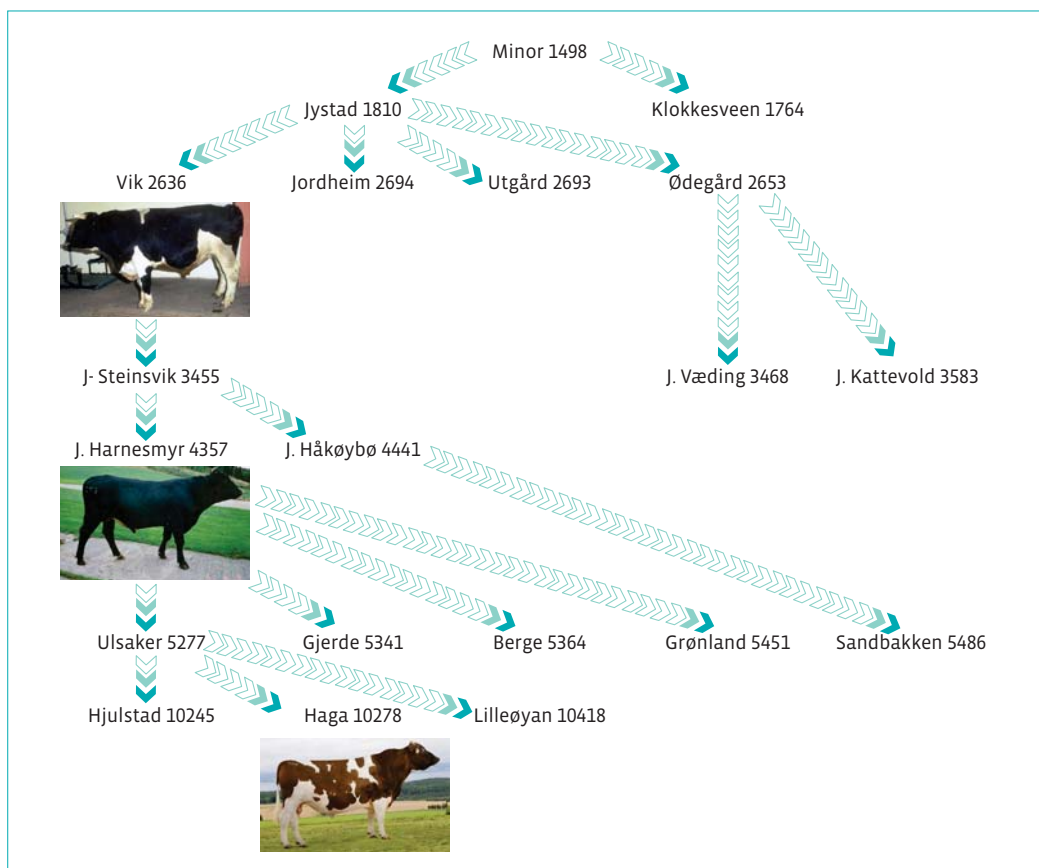 Minor 1498
Jystad 1810
Klokkesveen 1764
Vik 2636
Jordheim 2694
Utgård 2693
Ødegård 2653
J- Steinsvik 3455
J. Væding 3468
J. Kattevold 3583
J. Harnesmyr 4357
J. Håkøybø 4441
Ulsaker 5277
Gjerde 5341
Berge 5364
Grønland 5451
Sandbakken 5486
Hjulstad 10245
Haga 10278
Lilleøyan 10418